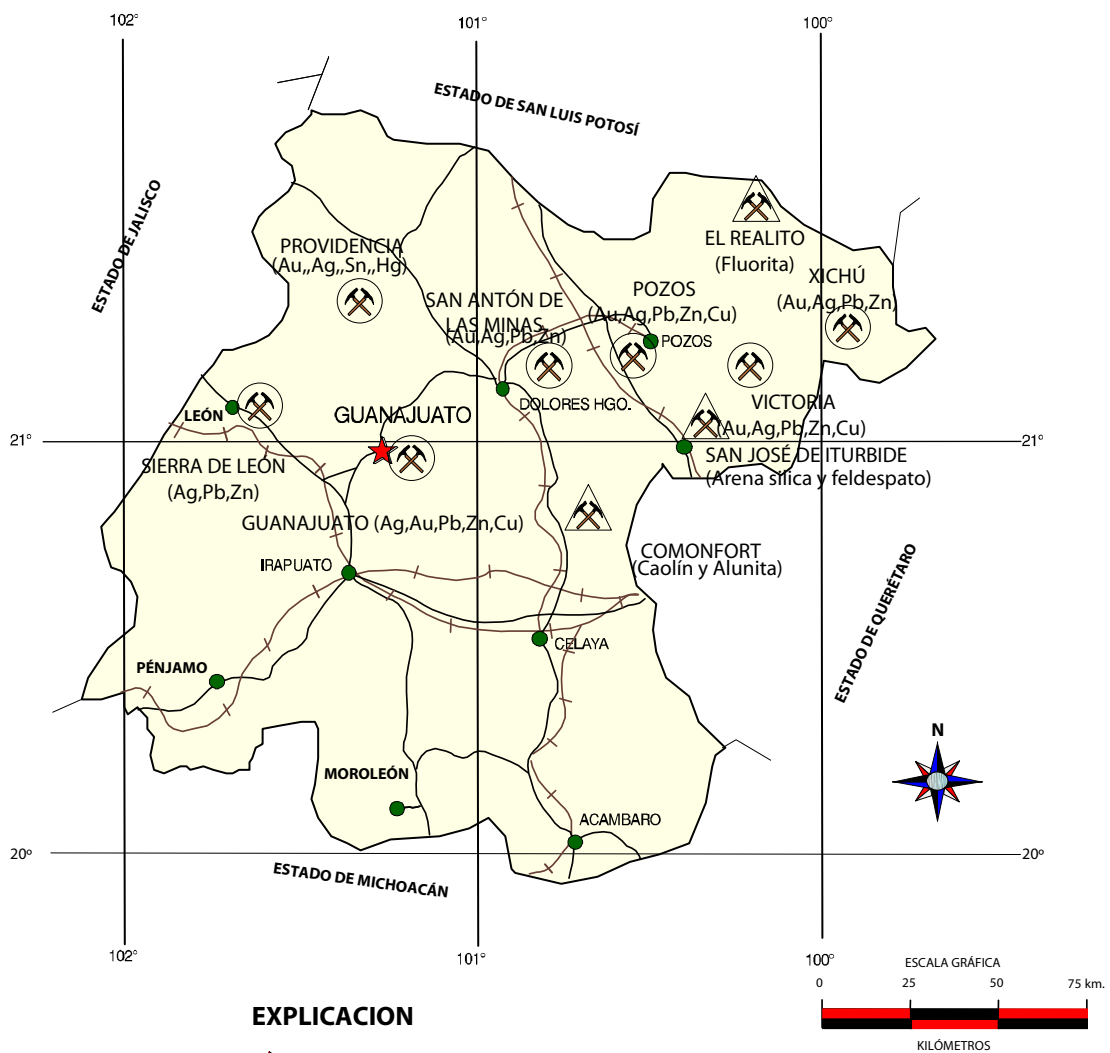 102°
101°
100°
ESTADO DE SAN LUIS POTOSÍ
ESTADO DE JALISCO
PROVIDENCIA
(Au,,Ag,,Sn,,Hg)
EL REALITO
(Fluorita)
XICHÚ
(Au,Ag,Pb,Zn)
SAN ANTÓN DE
LAS MINAS
(Au,Ag,Pb,Zn)
POZOS
(Au,Ag,Pb,Zn,Cu)
POZOS
DOLORES HGO.
LEÓN
GUANAJUATO
VICTORIA
(Au,Ag,Pb,Zn,Cu)
21°
21°
SIERRA DE LEÓN
(Ag,Pb,Zn)
SAN JOSÉ DE ITURBIDE
(Arena silica y feldespato)
GUANAJUATO (Ag,Au,Pb,Zn,Cu)
COMONFORT
(Caolín y Alunita)
IRAPUATO
CELAYA
ESTADO DE QUERÉTARO
PÉNJAMO
N
MOROLEÓN
ACAMBARO
20º
20º
ESTADO DE MICHOACÁN
102°
101°
100°
ESCALA GRÁFICA
0 25 50 75 km.
KILÓMETROS
EXPLICACION